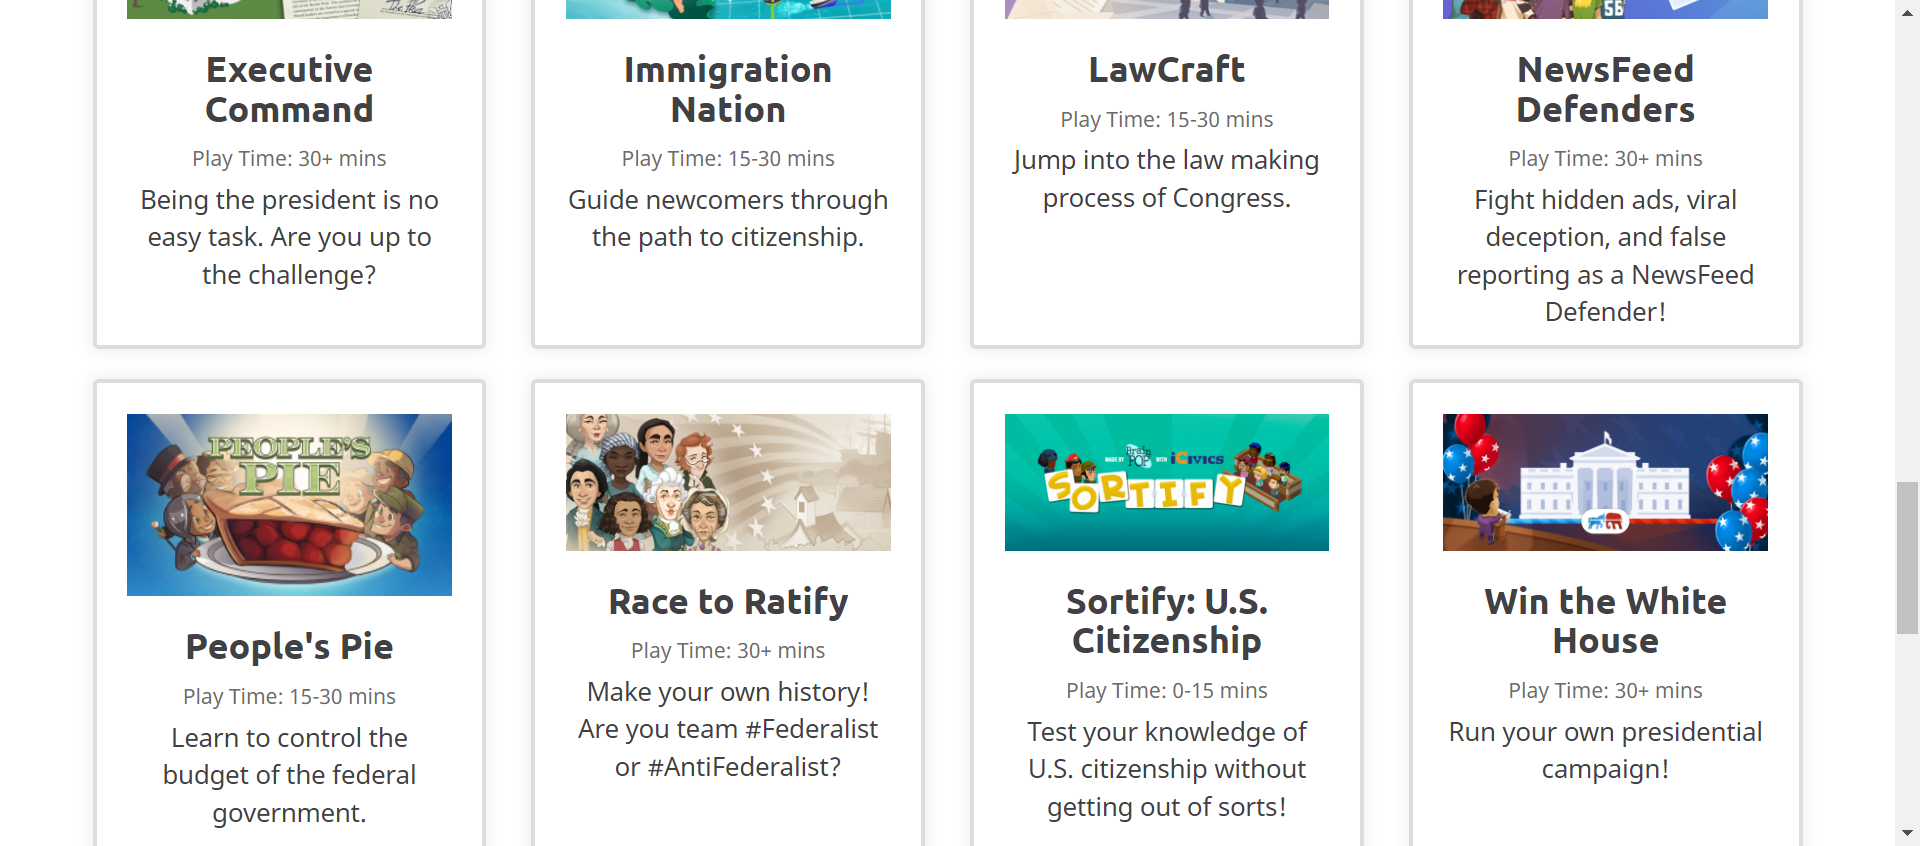 56
Executive
Command
Play Time: 30+ mins
Being the president is no
easy task. Are you up to
the challenge?
Immigration
Nation
Play Time: 15-30 mins
Guide newcomers through
the path to citizenship.
LawCraft
Play Time: 15-30 mins
Jump into the law making
process of Congress.
NewsFeed
Defenders
Play Time: 30+ mins
Fight hidden ads, viral
deception, and false
reporting as a NewsFeed
Defender!
PEOPLE'S
PIE
People's Pie
Play Time: 15-30 mins
Learn to control the
budget of the federal
government.
Race to Ratify
Play Time: 30+ mins
Make your own history!
Are you team #Federalist
or #AntiFederalist?
MADE BY Brain POP WITH iCivics
SORTIFY
Sortify: U.S.
Citizenship
Play Time: 0-15 mins
Test your knowledge of
U.S. citizenship without
getting out of sorts!
Win the White
House
Play Time: 30+ mins
Run your own presidential
campaign!